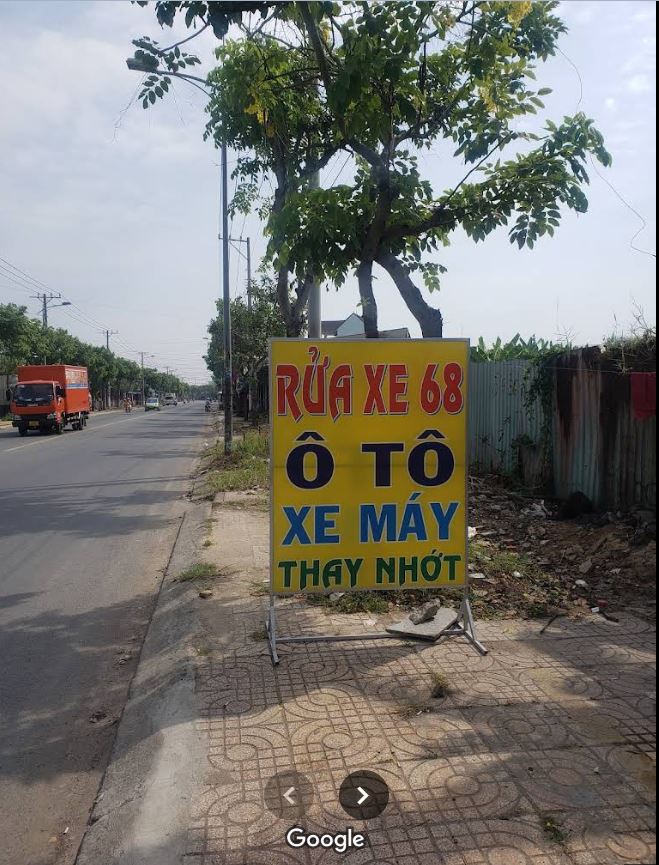 RỬA XE 68
Ô TÔ
XE MÁY
THAY NHỚT
Google